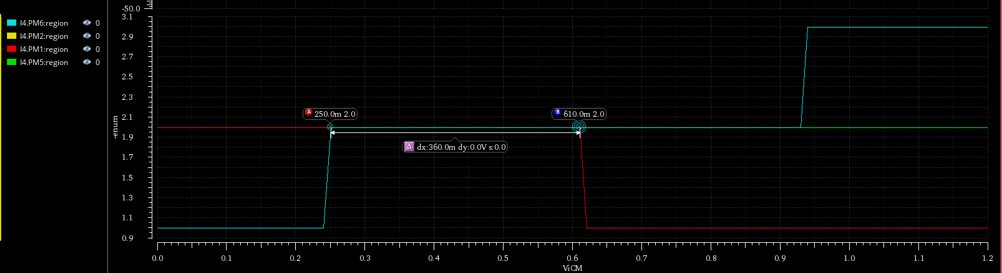 -50.0
3.1
I4.PM6:region 0
I4.PM2:region 0
I4.PM1:region 0
I4.PM5:region 0
2.9
2.7
2.5
2.3
2.1
1.9
1.7
1.5
1.3
1.1
0.9
-enum
A 250.0m 2.0
B 610.0m 2.0
dx:360.0m dy:0.0V s:0.0
0.0 0.1 0.2 0.3 0.4 0.5 0.6 0.7 0.8 0.9 1.0 1.1 1.2
ViCM